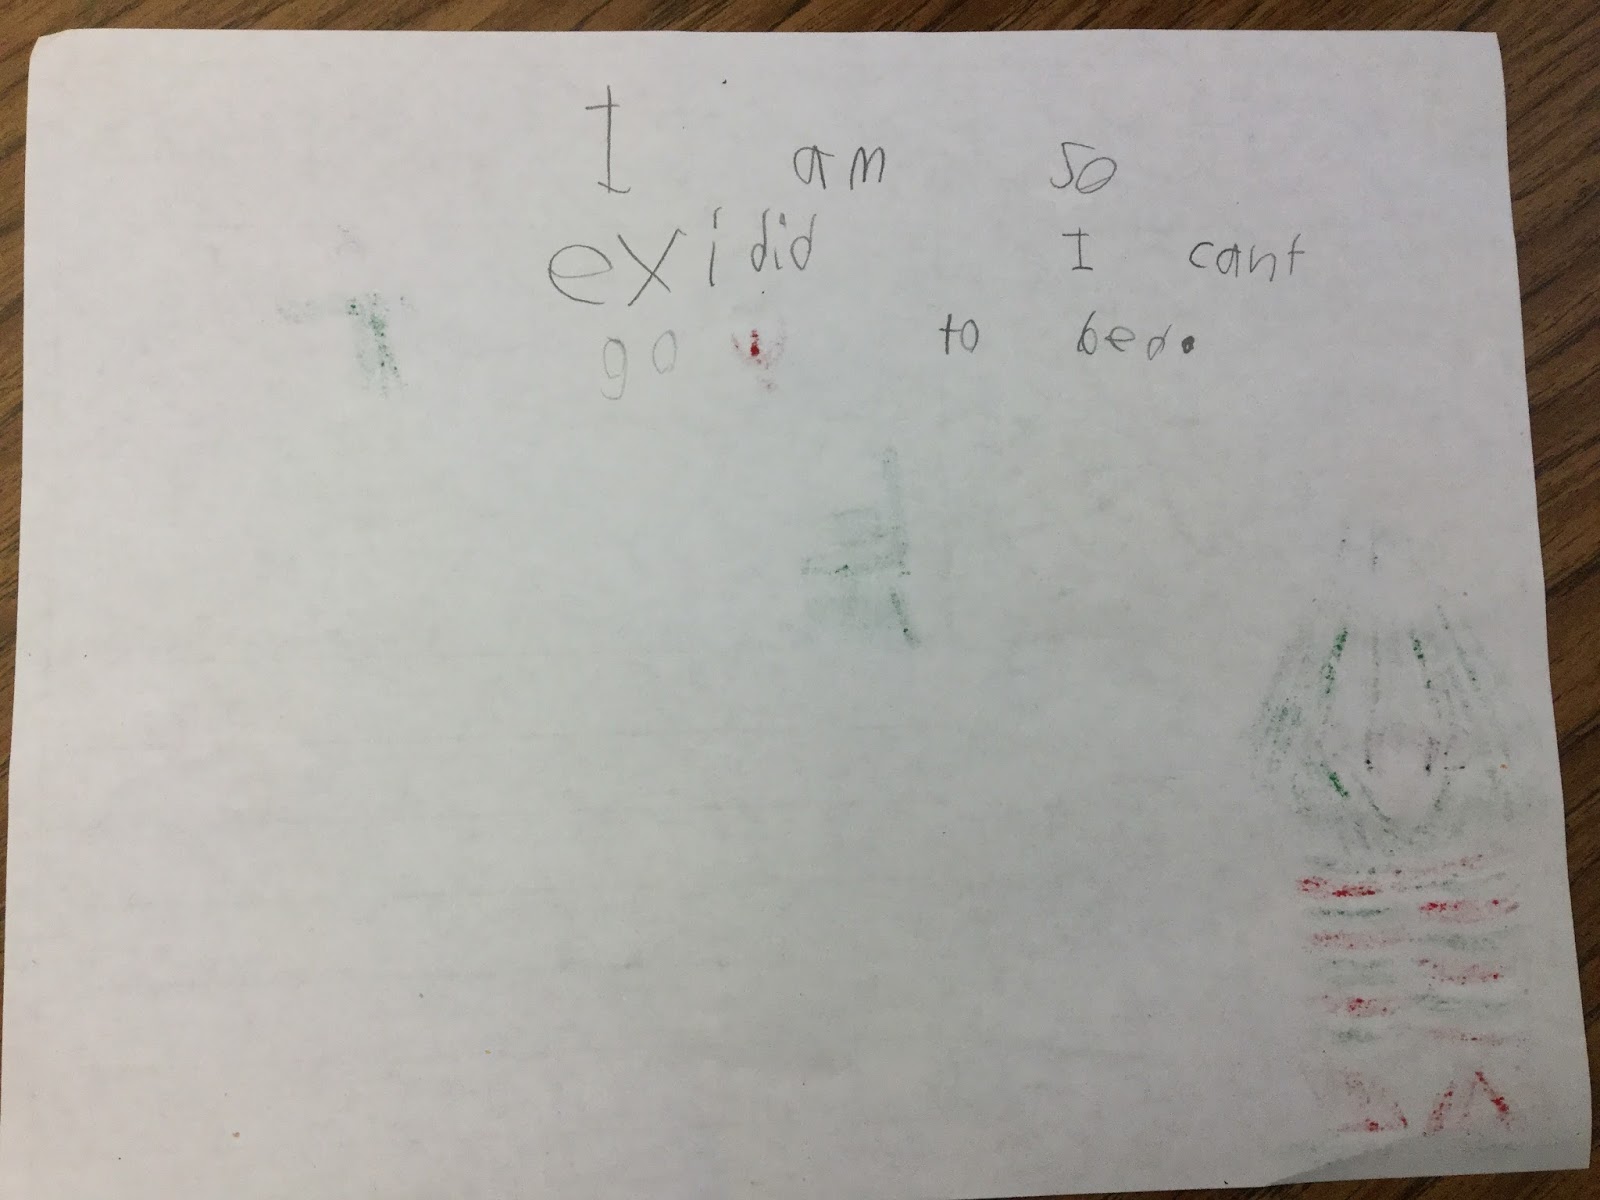 I am so
exidid I cant
go to bed.